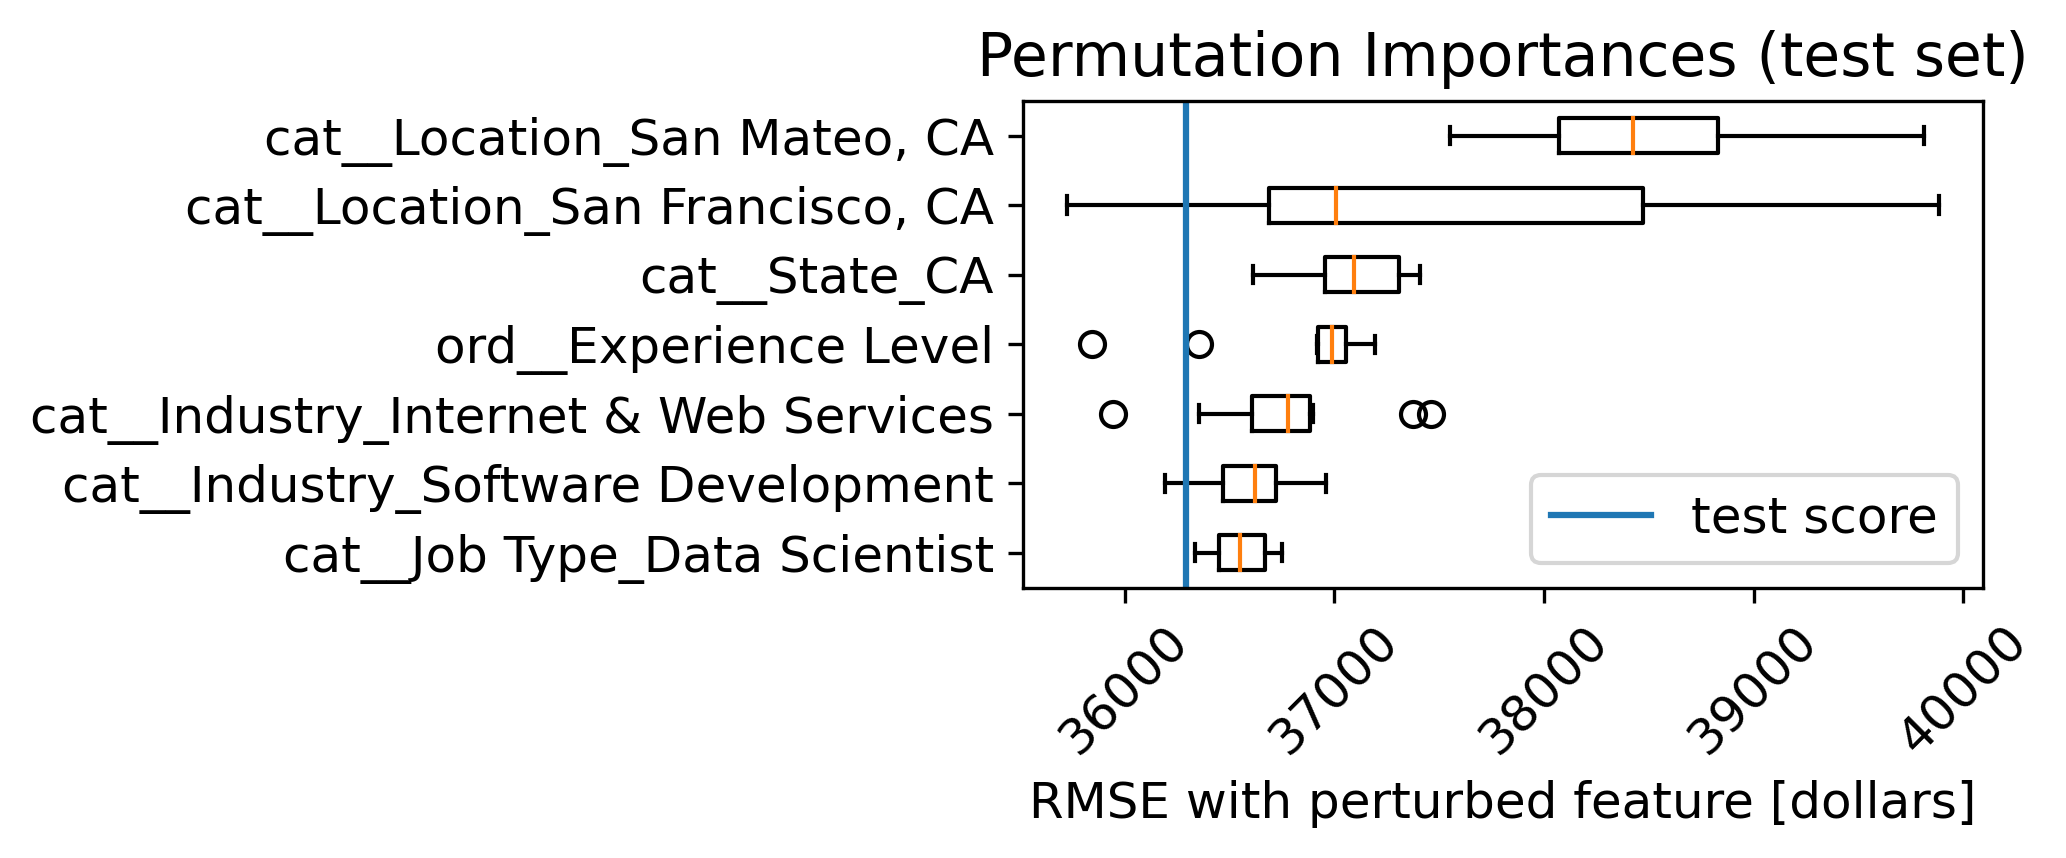 Permutation Importances (test set)
cat__Location_San Mateo, CA
cat__Location_San Francisco, CA
cat__State_CA
ord__Experience Level
cat__Industry_Internet & Web Services
cat__Industry_Software Development
cat__Job Type_Data Scientist
test score
36000
37000
38000
39000
40000
RMSE with perturbed feature [dollars]